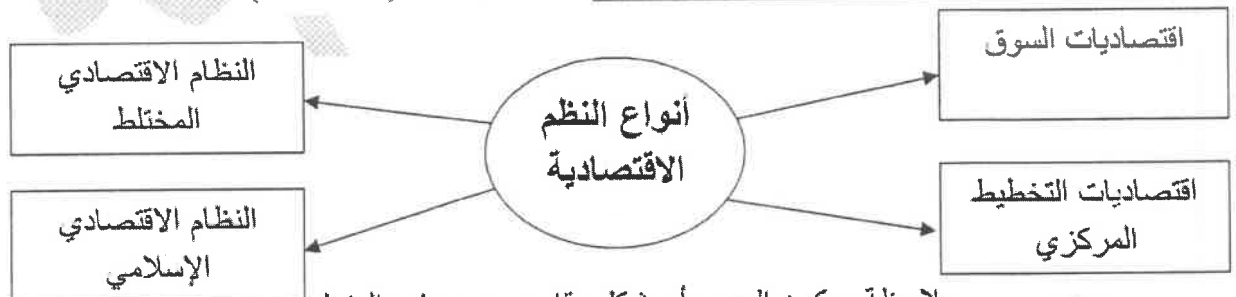 اقتصاديات السوق
النظام الاقتصادي
المختلط
أنواع النظم
الاقتصادية
اقتصاديات التخطيط
المركزي
النظام الاقتصادي
الإسلامي